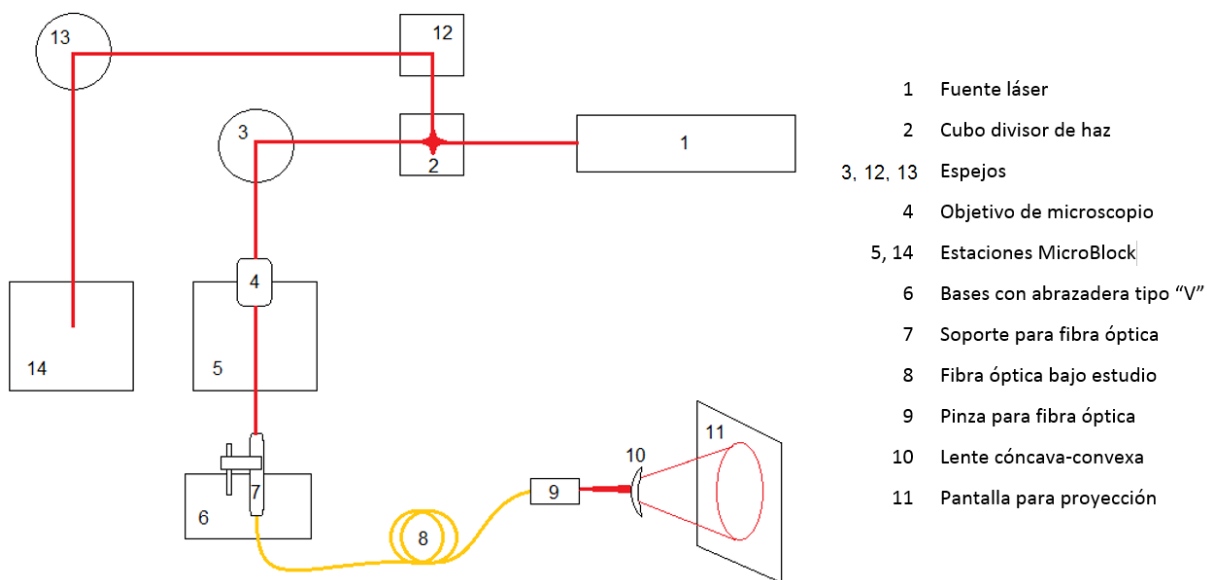 13
12
3
2
1
4
14
5
6
7
8
9
10
11
1 Fuente láser
2 Cubo divisor de haz
3, 12, 13 Espejos
4 Objetivo de microscopio
5, 14 Estaciones MicroBlock
6 Bases con abrazadera tipo “V”
7 Soporte para fibra óptica
8 Fibra óptica bajo estudio
9 Pinza para fibra óptica
10 Lente cóncava-convexa
11 Pantalla para proyección